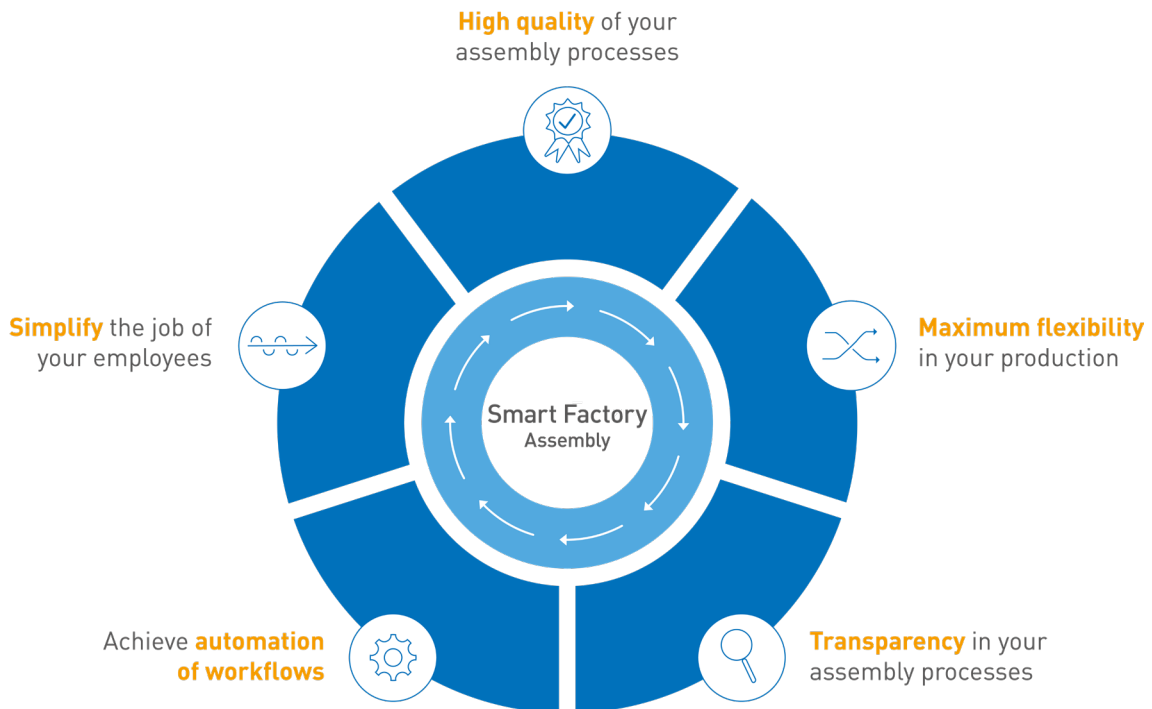 High quality of your
assembly processes
Simplify the job of
your employees
Maximum flexibility
in your production
Smart Factory
Assembly
Achieve automation
of workflows
Transparency in your
assembly processes